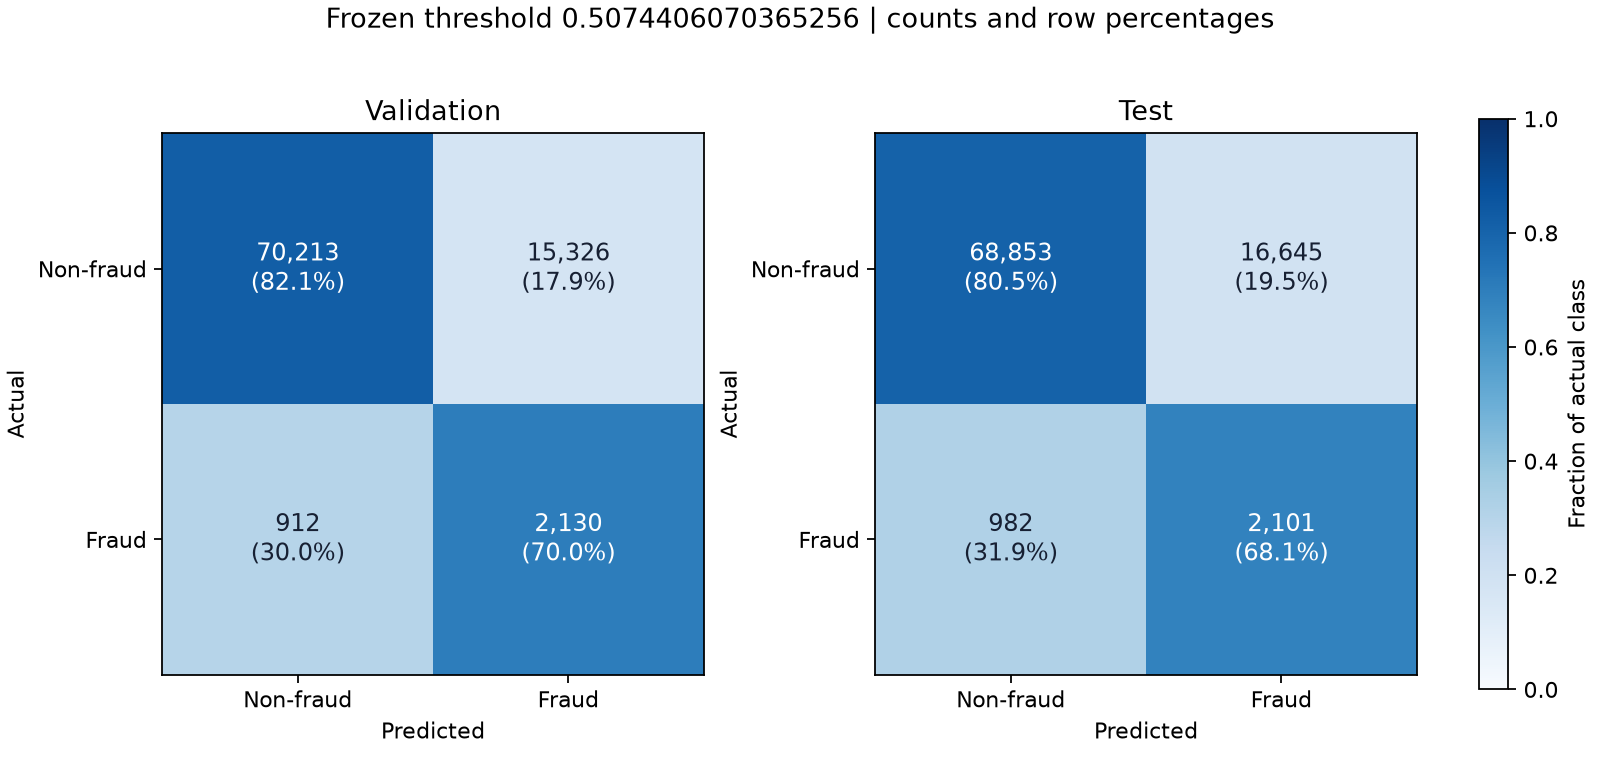 Frozen threshold 0.5074406070365256 | counts and row percentages
Validation
Actual
Non-fraud
70,213
(82.1%)
15,326
(17.9%)
Fraud
912
(30.0%)
2,130
(70.0%)
Non-fraud
Fraud
Predicted
Test
Actual
Non-fraud
68,853
(80.5%)
16,645
(19.5%)
Fraud
982
(31.9%)
2,101
(68.1%)
Non-fraud
Fraud
Predicted
1.0
0.8
0.6
0.4
0.2
0.0
Fraction of actual class